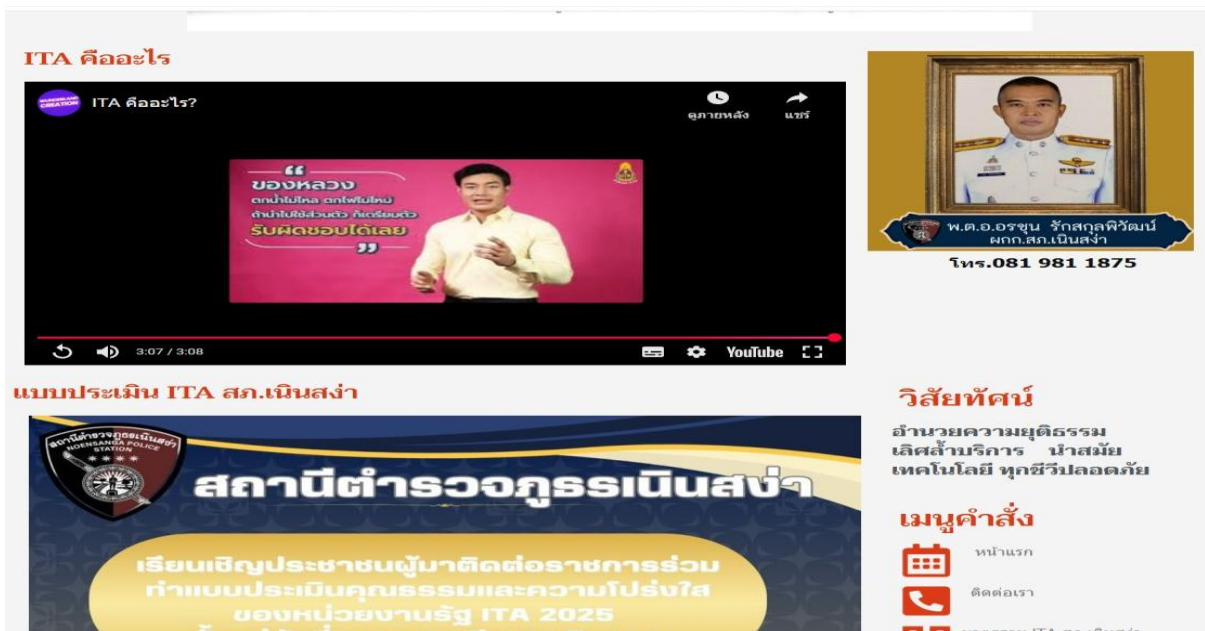 ITA คืออะไร
ITA คืออะไร?
ดูภายหลัง
แชร์
ของหลวง
ตกน้ำไม่ไหล ตกไฟไม่ไหม้
ถ้านำไปใช้ส่วนตัว ก็เตรียมตัว
รับผิดชอบได้เลย
3:07 / 3:08
YouTube
พ.ต.อ.อรชุน รักสกุลพิวัฒน์
ผกก.สภ.เนินสง่า
โทร.081 981 1875
แบบประเมิน ITA สภ.เนินสง่า
สถานีตำรวจภูธรเนินสง่า
NOENSANGA POLICE
STATION
สถานีตำรวจภูธรเนินสง่า
เรียนเชิญประชาชนผู้มาติดต่อราชการร่วม
ทำแบบประเมินคุณธรรมและความโปร่งใส
ของหน่วยงานรัฐ ITA 2025
วิสัยทัศน์
อำนวยความยุติธรรม
เลิศล้ำบริการ นำสมัย
เทคโนโลยี ทุกชีวีปลอดภัย
เมนูคำสั่ง
หน้าแรก
ติดต่อเรา